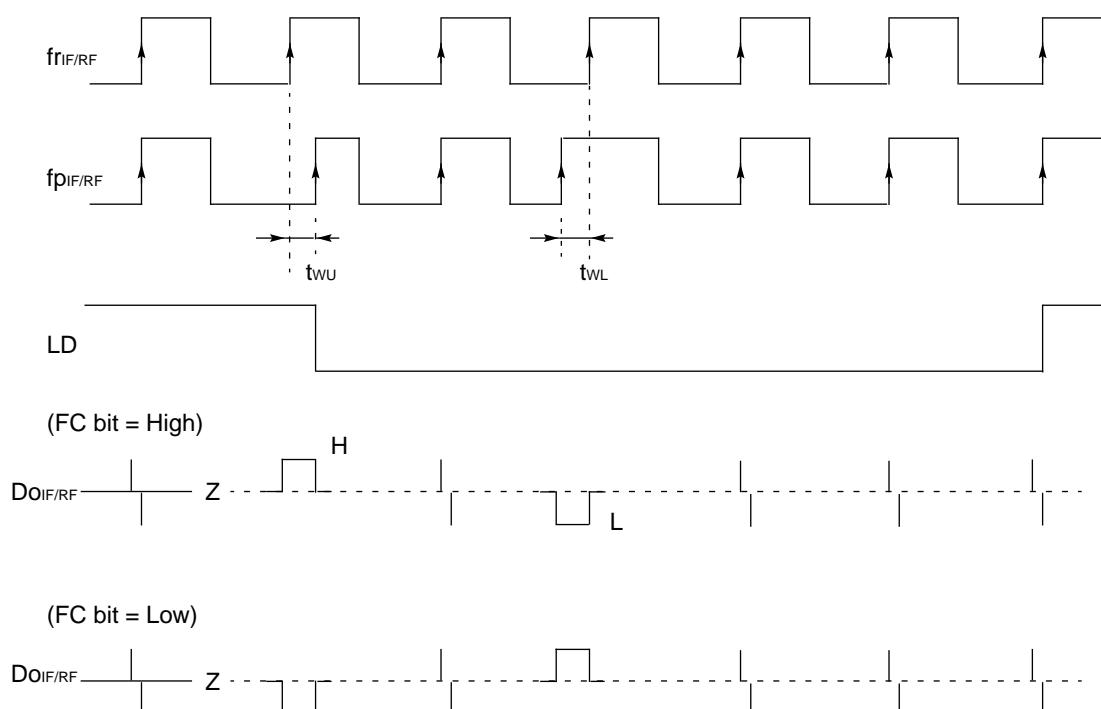 frIF/RF
fpIF/RF
tWU
tWL
LD
(FC bit = High)
H
DoIF/RF
Z
L
(FC bit = Low)
DoIF/RF
Z